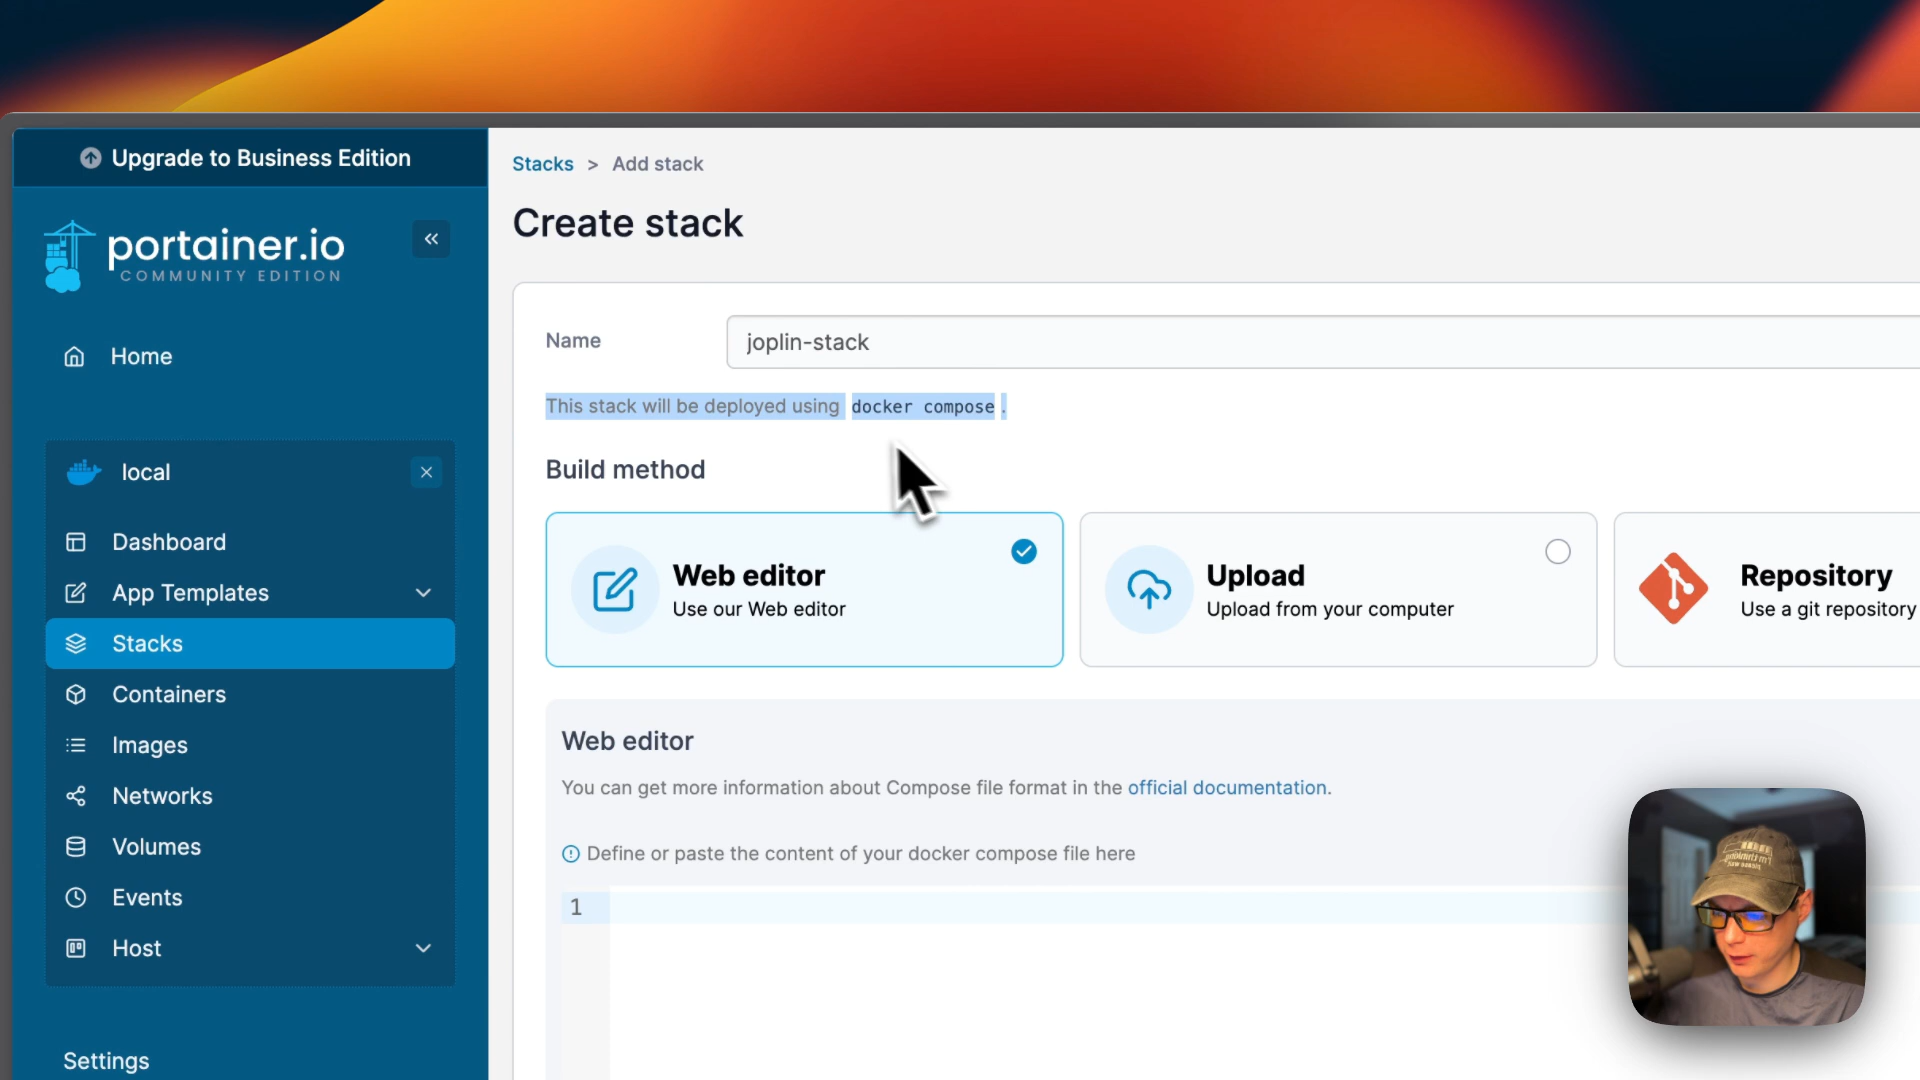 Upgrade to Business Edition
portainer.io
COMMUNITY EDITION
Home
local
Dashboard
App Templates
Stacks
Containers
Images
Networks
Volumes
Events
Host
Settings
Stacks > Add stack
Create stack
Name
joplin-stack
This stack will be deployed using docker compose .
Build method
Web editor
Use our Web editor
Upload
Upload from your computer
Repository
Use a git repository
Web editor
You can get more information about Compose file format in the official documentation.
Define or paste the content of your docker compose file here
1